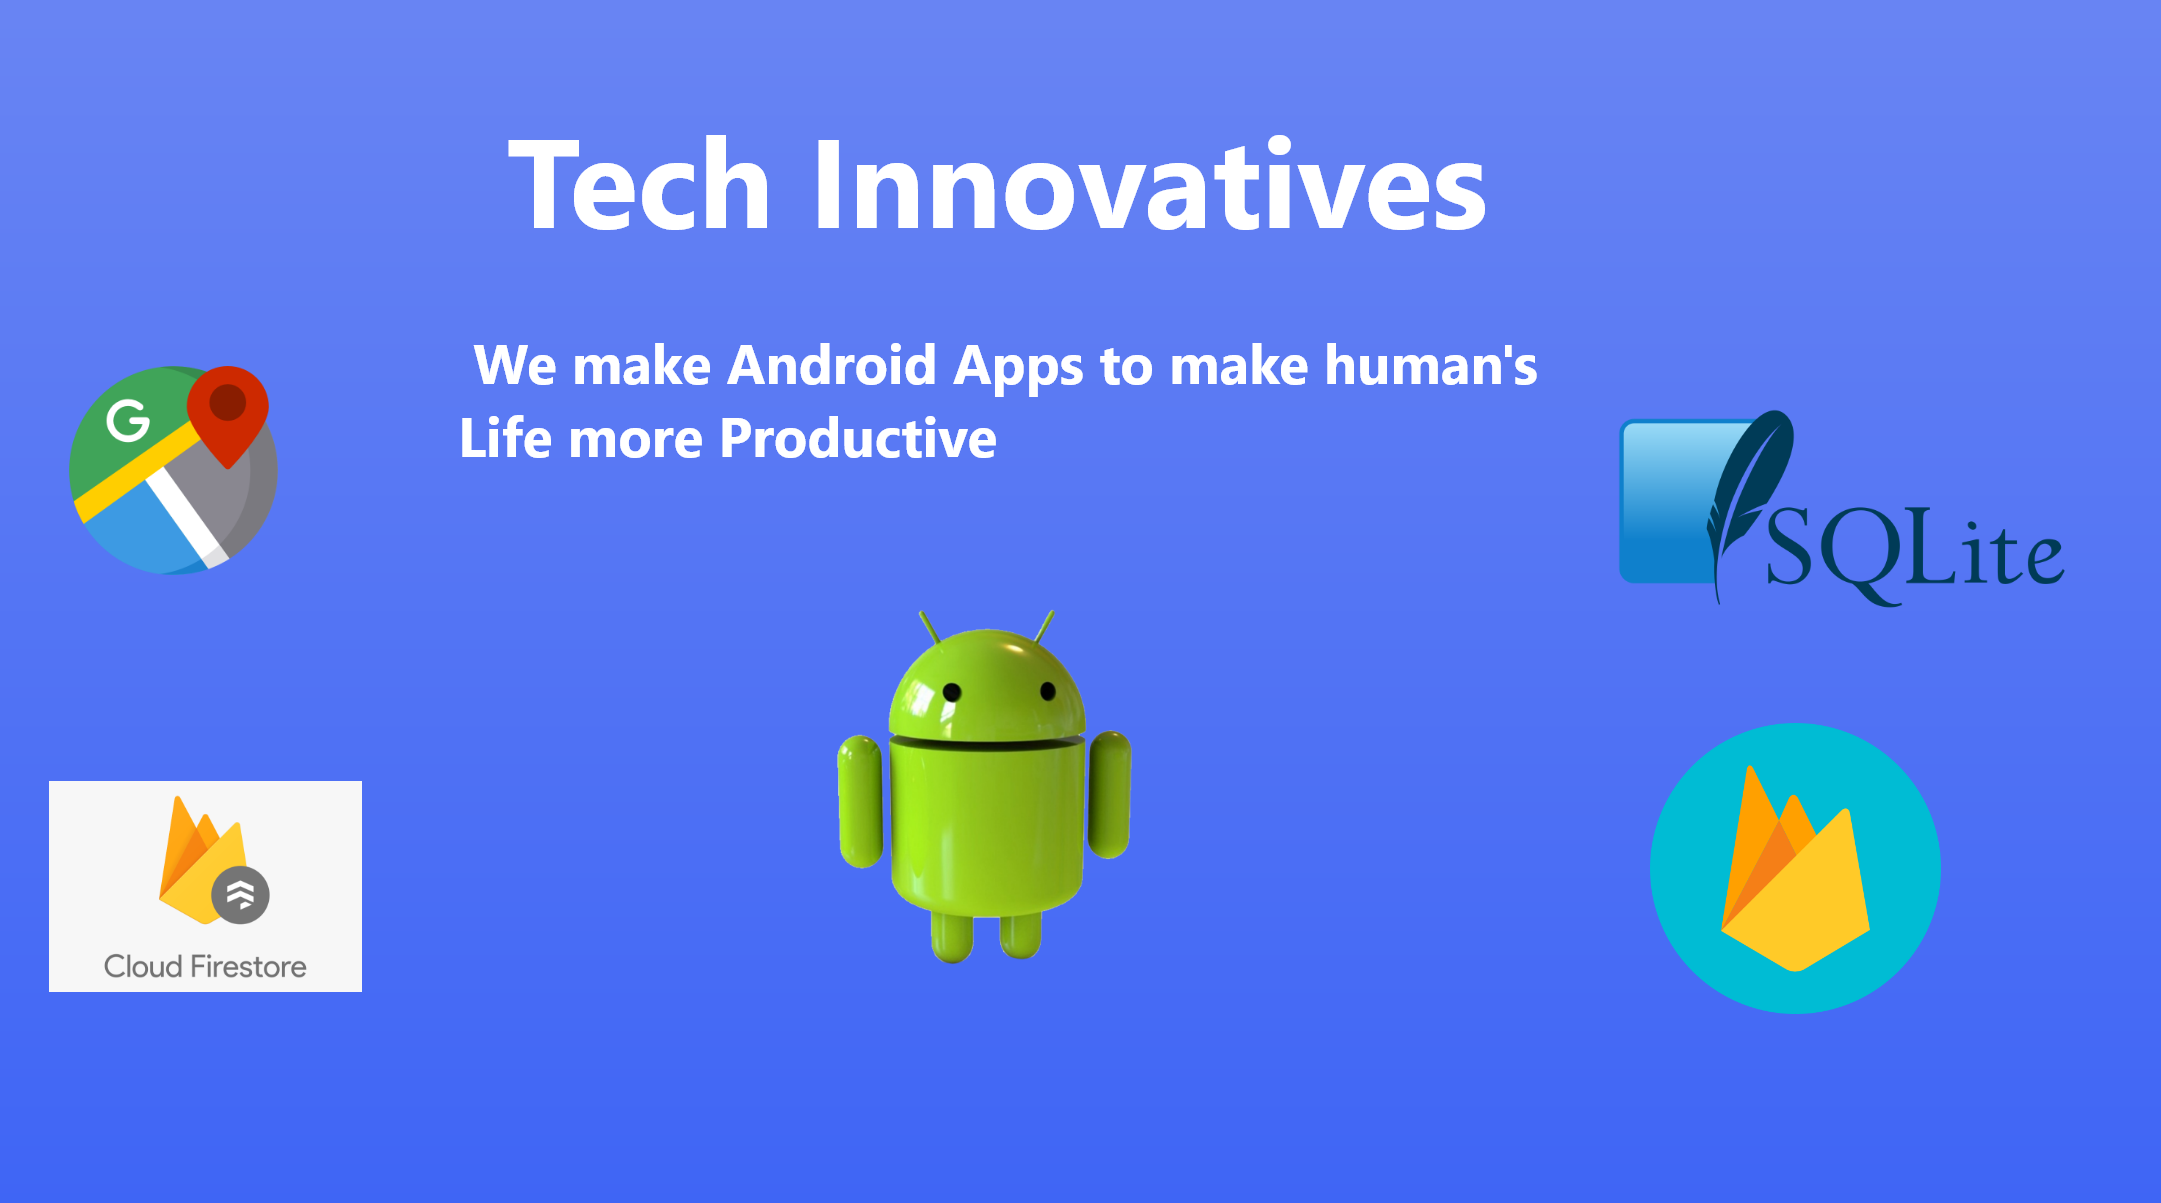 Tech Innovatives
We make Android Apps to make human's
Life more Productive
G
SQLite
Cloud Firestore